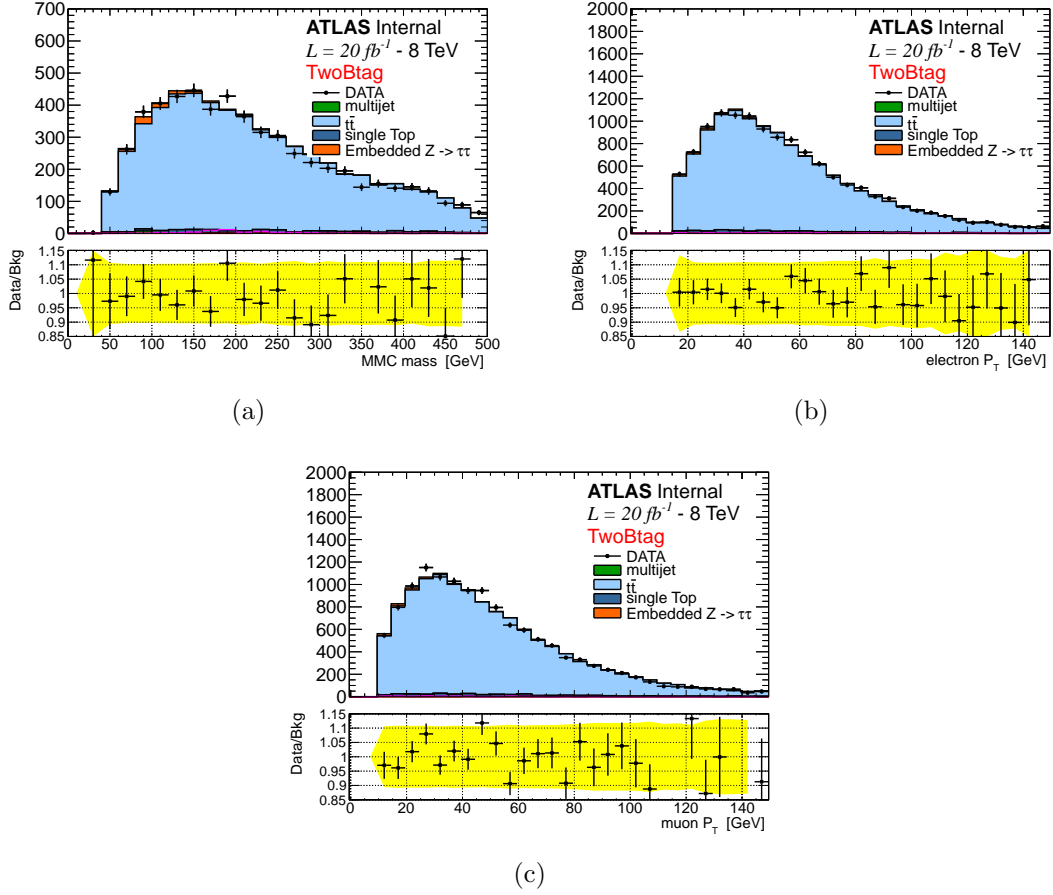 700
600
500
400
300
200
100
0
ATLAS Internal
L = 20 fb⁻¹ - 8 TeV
TwoBtag
DATA
multijet
tt̄
single Top
Embedded Z -> ττ
Data/Bkg
1.15
1.1
1.05
1
0.95
0.9
0.85
0 50 100 150 200 250 300 350 400 450 500
MMC mass [GeV]
(a)
2000
1800
1600
1400
1200
1000
800
600
400
200
0
ATLAS Internal
L = 20 fb⁻¹ - 8 TeV
TwoBtag
DATA
multijet
tt̄
single Top
Embedded Z -> ττ
Data/Bkg
1.15
1.1
1.05
1
0.95
0.9
0.85
0 20 40 60 80 100 120 140
electron P_T [GeV]
(b)
2000
1800
1600
1400
1200
1000
800
600
400
200
0
ATLAS Internal
L = 20 fb⁻¹ - 8 TeV
TwoBtag
DATA
multijet
tt̄
single Top
Embedded Z -> ττ
Data/Bkg
1.15
1.1
1.05
1
0.95
0.9
0.85
0 20 40 60 80 100 120 140
muon P_T [GeV]
(c)